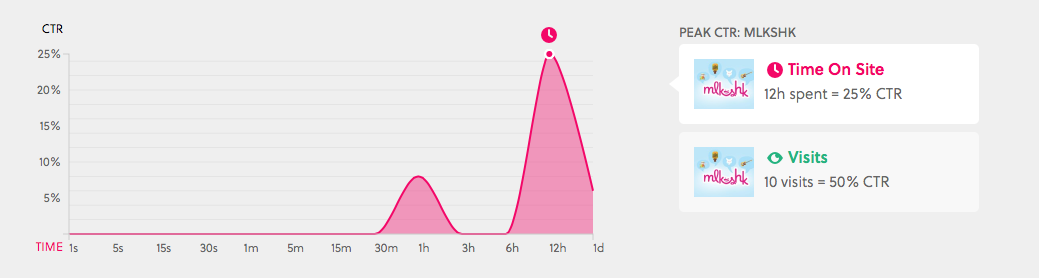 CTR
25%
20%
15%
10%
5%
TIME 1s 5s 15s 30s 1m 5m 15m 30m 1h 3h 6h 12h 1d
PEAK CTR: MLKSHK
mlkshk
Time On Site
12h spent = 25% CTR
mlkshk
Visits
10 visits = 50% CTR